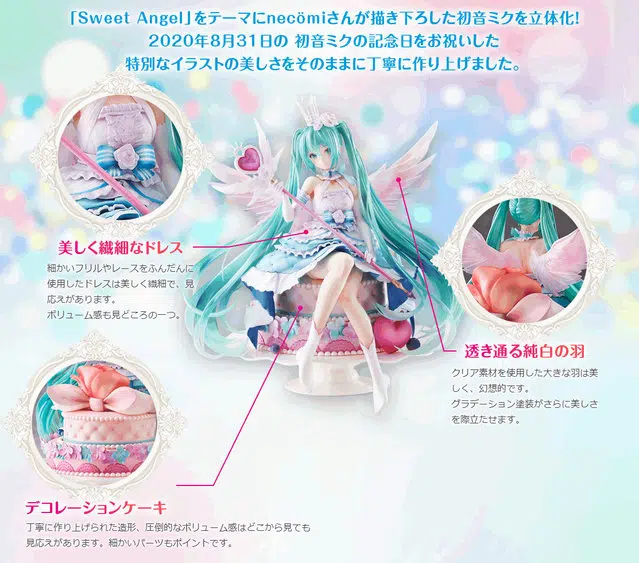 「Sweet Angel」をテーマにnecömiさんが描き下ろした初音ミクを立体化!
2020年8月31日の 初音ミクの記念日をお祝いした
特別なイラストの美しさをそのままに丁寧に作り上げました。
美しく繊細なドレス
細かいフリルやレースをふんだんに
使用したドレスは美しく繊細で、見
応えがあります。
ボリューム感も見どころの一つ。
透き通る純白の羽
クリア素材を使用した大きな羽は美
しく、幻想的です。
グラデーション塗装がさらに美しさ
を際立たせます。
デコレーションケーキ
丁寧に作り上げられた造形、圧倒的なボリューム感はどこから見ても
見応えがあります。細かいパーツもポイントです。